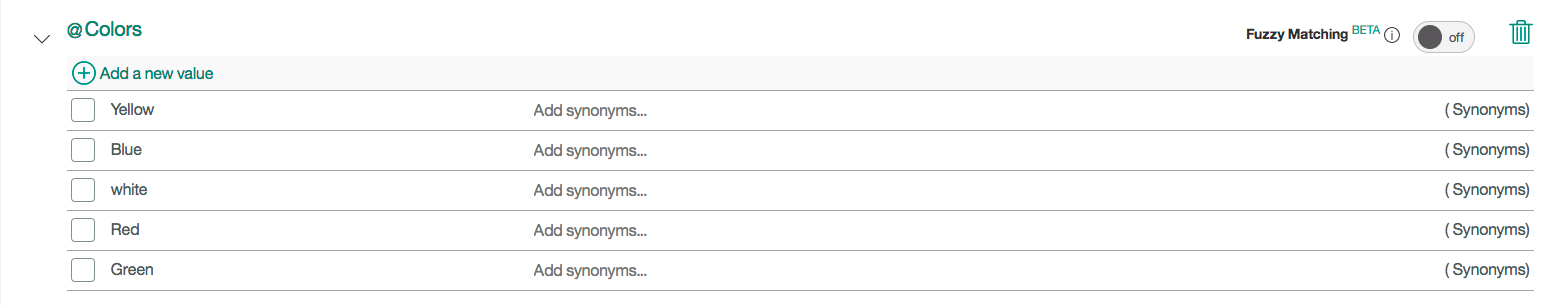 @Colors
Fuzzy Matching BETA off
Add a new value
Yellow Add synonyms... ( Synonyms)
Blue Add synonyms... ( Synonyms)
white Add synonyms... ( Synonyms)
Red Add synonyms... ( Synonyms)
Green Add synonyms... ( Synonyms)